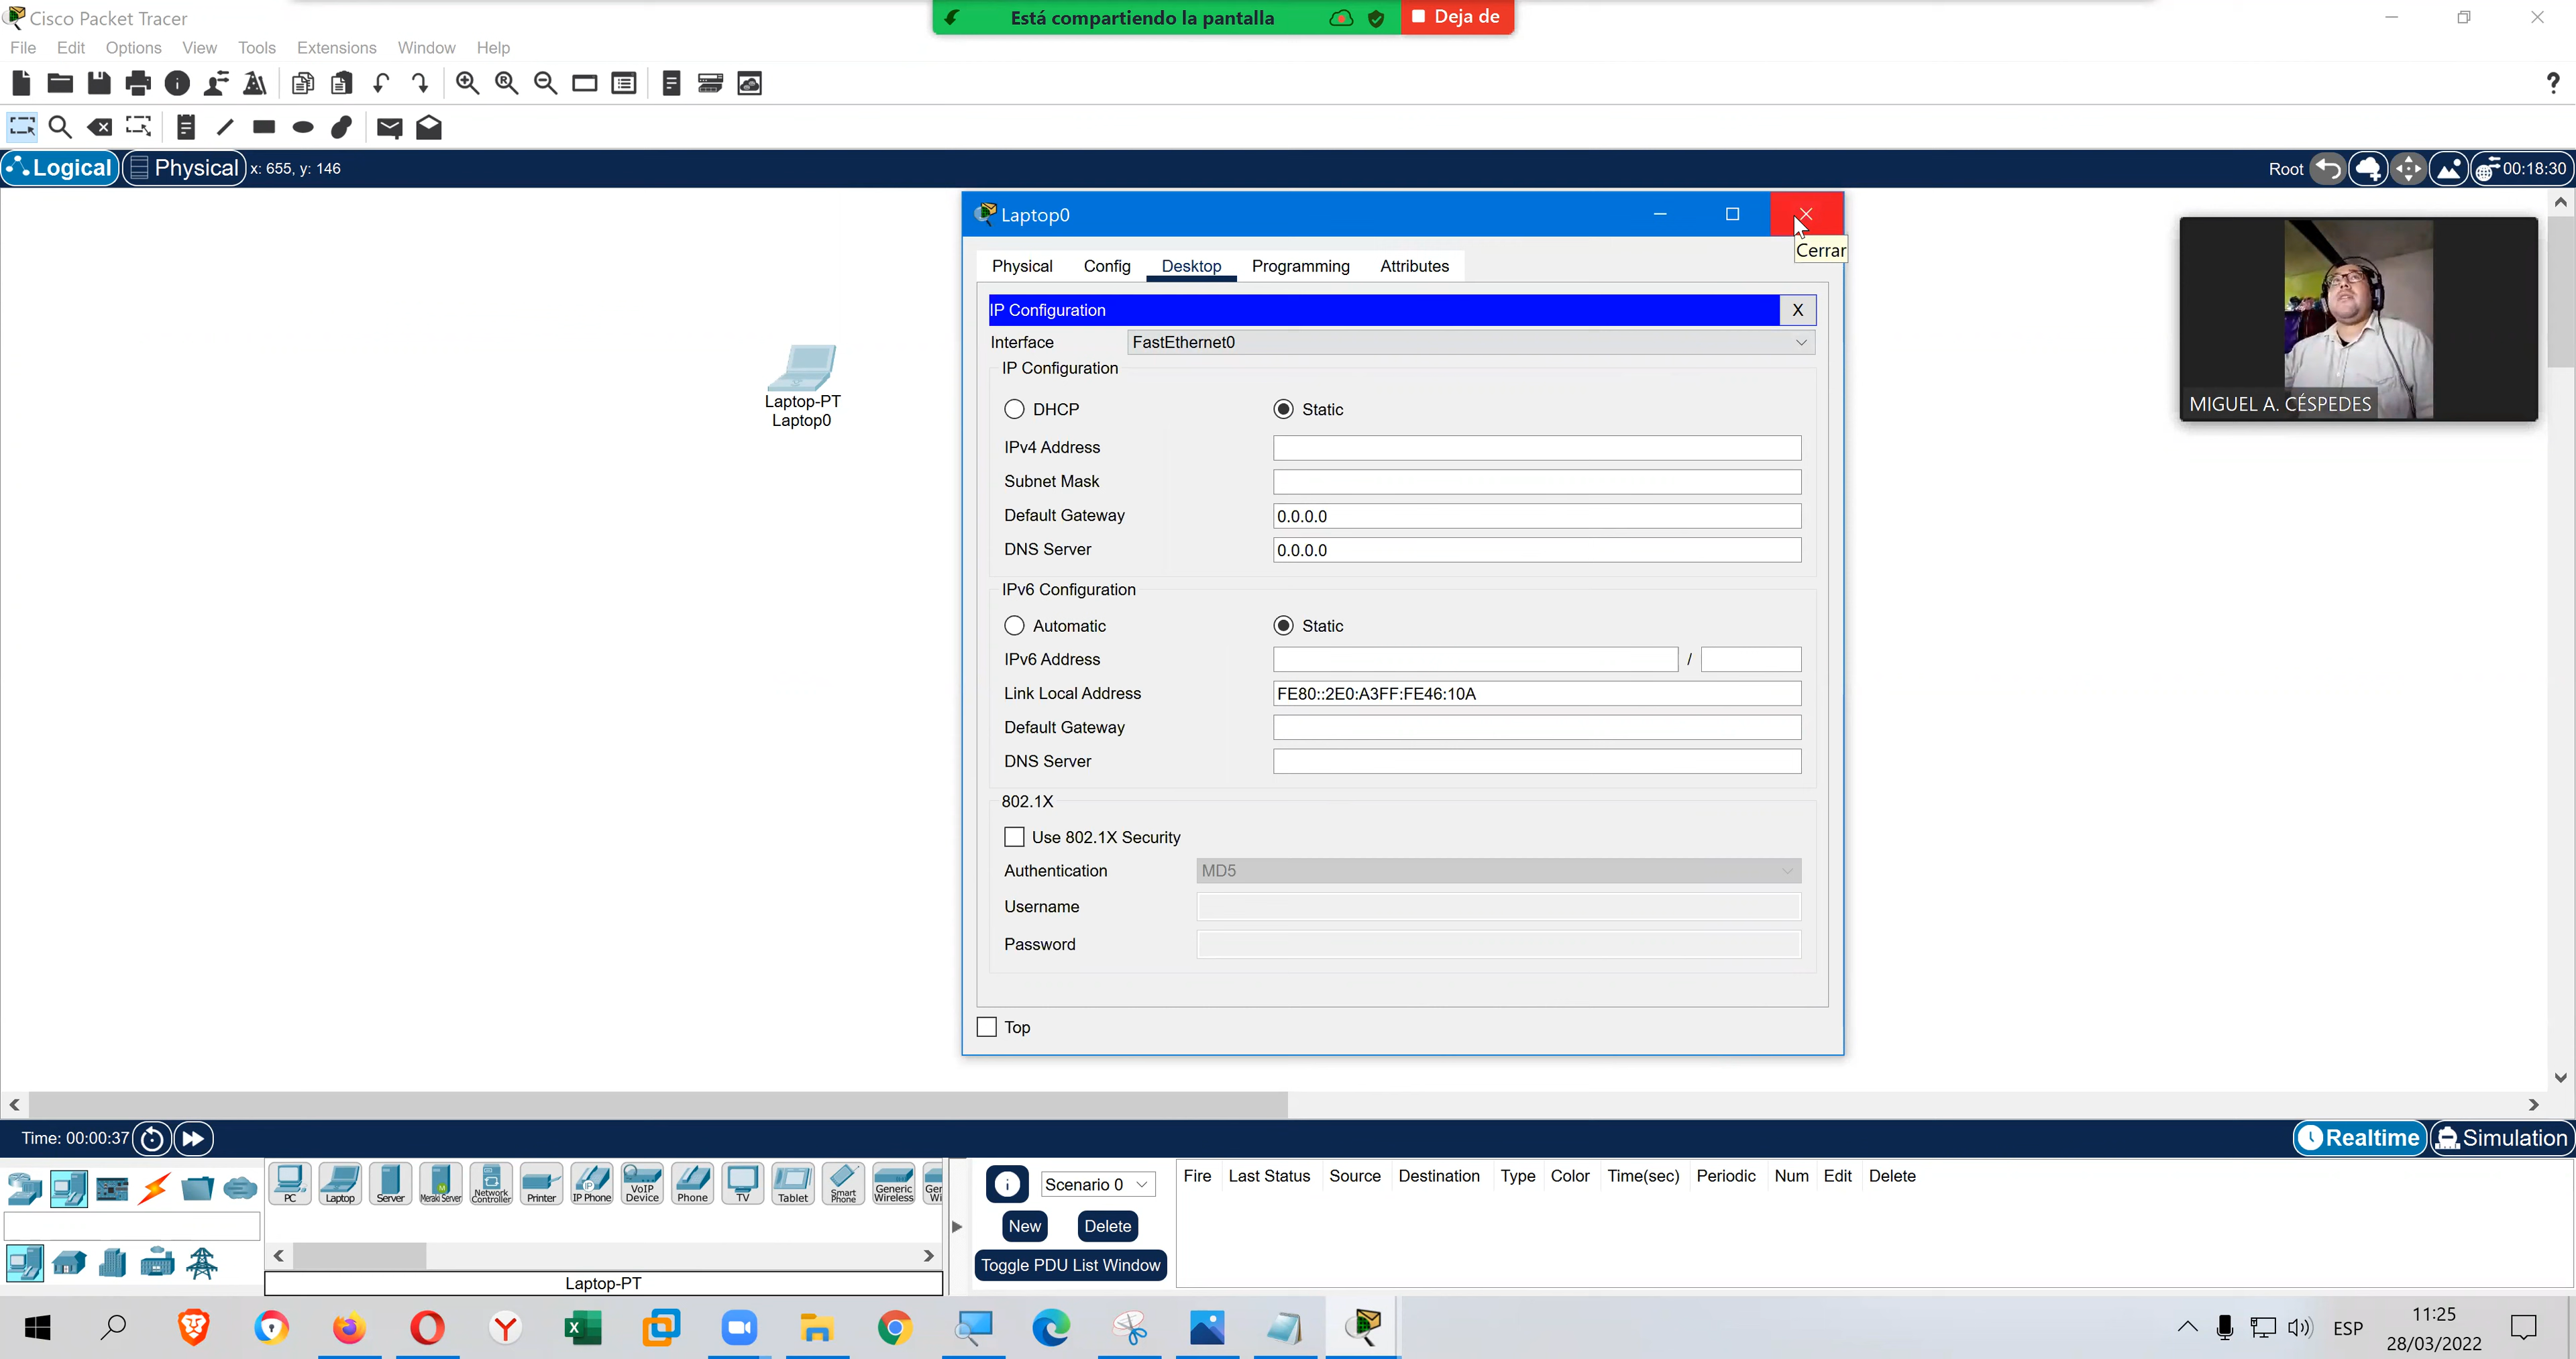 Cisco Packet Tracer
Está compartiendo la pantalla
Deja de
File Edit Options View Tools Extensions Window Help
?
Logical Physical x: 655, y: 146
Root 00:18:30
Laptop0
Cerrar
Physical Config Desktop Programming Attributes
IP Configuration X
Interface FastEthernet0
IP Configuration
DHCP Static
IPv4 Address
Subnet Mask
Default Gateway 0.0.0.0
DNS Server 0.0.0.0
IPv6 Configuration
Automatic Static
IPv6 Address /
Link Local Address FE80::2E0:A3FF:FE46:10A
Default Gateway
DNS Server
802.1X
Use 802.1X Security
Authentication MD5
Username
Password
Top
Laptop-PT
Laptop0
MIGUEL A. CÉSPEDES
Time: 00:00:37
Realtime Simulation
PC Laptop Server Meraki Server Network Controller Printer IP Phone VoIP Device Phone TV Tablet Smart Phone Generic Wireless Ger Wi
Laptop-PT
Scenario 0
New Delete
Toggle PDU List Window
Fire Last Status Source Destination Type Color Time(sec) Periodic Num Edit Delete
ESP
11:25
28/03/2022